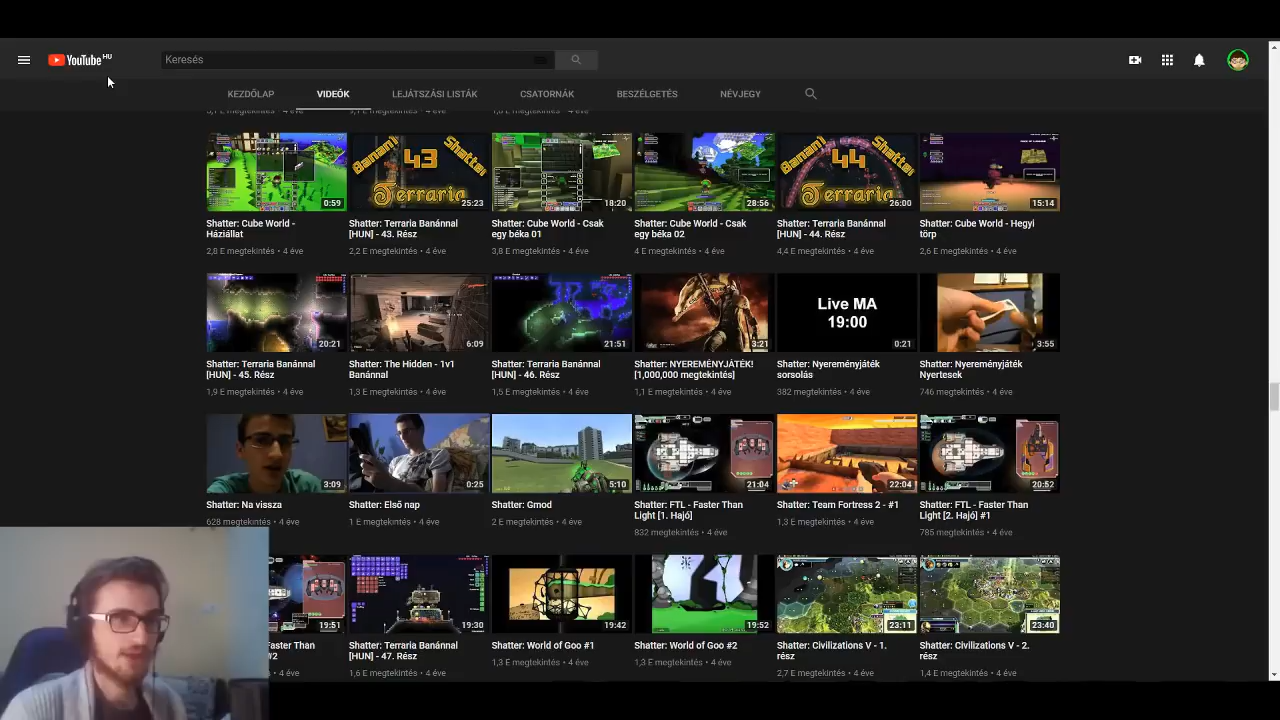 YouTube HU
Keresés
KEZDŐLAP VIDEÓK LEJÁTSZÁSI LISTÁK CSATORNÁK BESZÉLGETÉS NÉVJEGY
Banán! 43 Shatter Terraria
Banán! 44 Shatter Terraria
0:59 25:23 18:20 28:56 26:00 15:14
Shatter: Cube World - Háziállat
2,8 E megtekintés • 4 éve
Shatter: Terraria Banánnal [HUN] - 43. Rész
2,2 E megtekintés • 4 éve
Shatter: Cube World - Csak egy béka 01
3,8 E megtekintés • 4 éve
Shatter: Cube World - Csak egy béka 02
4 E megtekintés • 4 éve
Shatter: Terraria Banánnal [HUN] - 44. Rész
4,4 E megtekintés • 4 éve
Shatter: Cube World - Hegyi törp
2,6 E megtekintés • 4 éve
Live MA
19:00
20:21 6:09 21:51 3:21 0:21 3:55
Shatter: Terraria Banánnal [HUN] - 45. Rész
1,9 E megtekintés • 4 éve
Shatter: The Hidden - 1v1 Banánnal
1,3 E megtekintés • 4 éve
Shatter: Terraria Banánnal [HUN] - 46. Rész
1,5 E megtekintés • 4 éve
Shatter: NYEREMÉNYJÁTÉK! [1,000,000 megtekintés]
1,1 E megtekintés • 4 éve
Shatter: Nyereményjáték sorsolás
382 megtekintés • 4 éve
Shatter: Nyereményjáték Nyertesek
746 megtekintés • 4 éve
3:09 0:25 5:10 21:04 22:04 20:52
Shatter: Na vissza
628 megtekintés • 4 éve
Shatter: Első nap
1 E megtekintés • 4 éve
Shatter: Gmod
2 E megtekintés • 4 éve
Shatter: FTL - Faster Than Light [1. Hajó]
832 megtekintés • 4 éve
Shatter: Team Fortress 2 - #1
1,3 E megtekintés • 4 éve
Shatter: FTL - Faster Than Light [2. Hajó] #1
785 megtekintés • 4 éve
19:51 19:30 19:42 19:52 23:11 23:40
aster Than
#2
Shatter: Terraria Banánnal [HUN] - 47. Rész
1,6 E megtekintés • 4 éve
Shatter: World of Goo #1
1,3 E megtekintés • 4 éve
Shatter: World of Goo #2
1,3 E megtekintés • 4 éve
Shatter: Civilizations V - 1. rész
2,7 E megtekintés • 4 éve
Shatter: Civilizations V - 2. rész
1,4 E megtekintés • 4 éve